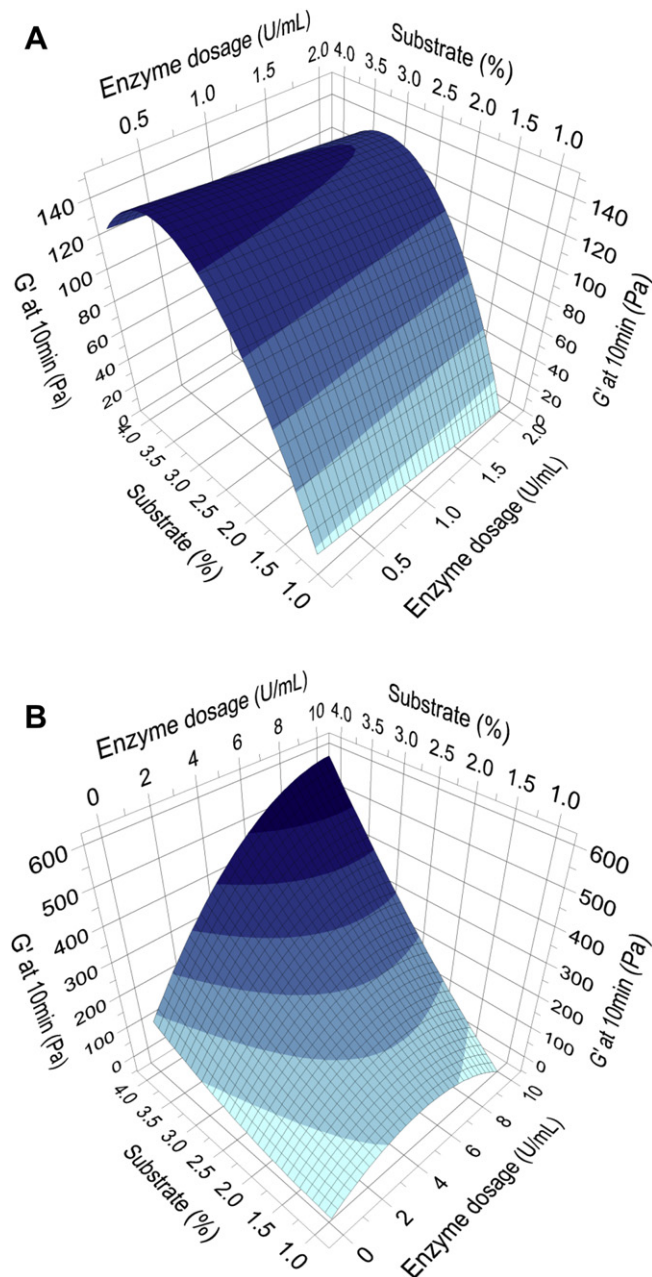 A
Enzyme dosage (U/mL)
0.5 1.0 1.5 2.0
Substrate (%)
4.0 3.5 3.0 2.5 2.0 1.5 1.0
G' at 10min (Pa)
140
120
100
80
60
40
20
0
G' at 10min (Pa)
140
120
100
80
60
40
20
0
Substrate (%)
4.0 3.5 3.0 2.5 2.0 1.5 1.0
Enzyme dosage (U/mL)
0.5 1.0 1.5 2.0
B
Enzyme dosage (U/mL)
0 2 4 6 8 10
Substrate (%)
4.0 3.5 3.0 2.5 2.0 1.5 1.0
G' at 10min (Pa)
600
500
400
300
200
100
0
G' at 10min (Pa)
600
500
400
300
200
100
0
Substrate (%)
4.0 3.5 3.0 2.5 2.0 1.5 1.0
Enzyme dosage (U/mL)
0 2 4 6 8 10